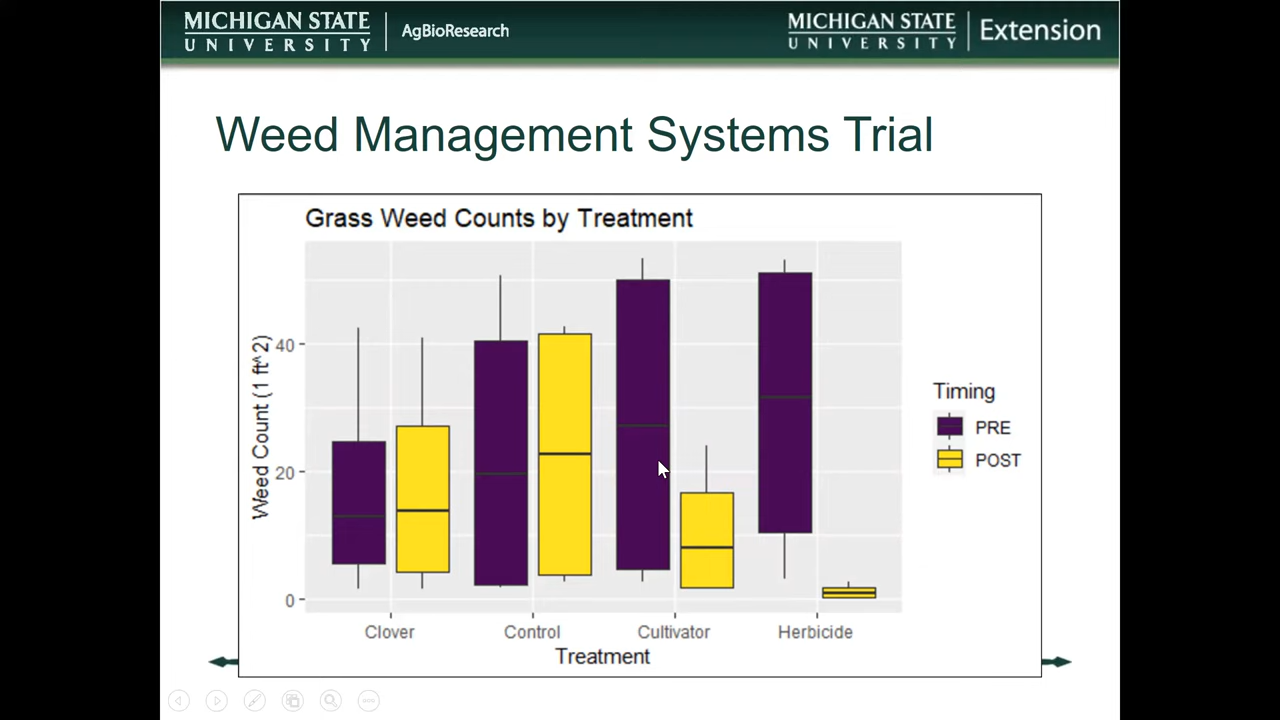 MICHIGAN STATE
UNIVERSITY
AgBioResearch
MICHIGAN STATE
UNIVERSITY
Extension
Weed Management Systems Trial
Grass Weed Counts by Treatment
Weed Count (1 ft^2)
40
20
0
Clover
Control
Cultivator
Herbicide
Treatment
Timing
PRE
POST